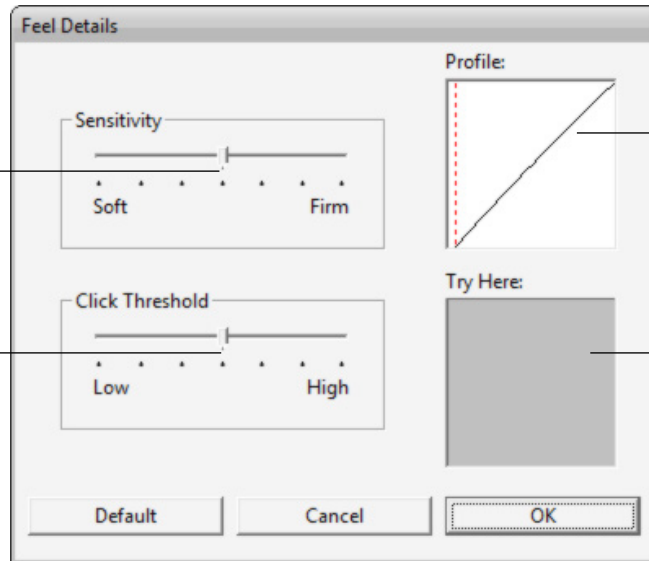 Feel Details
Profile:
Sensitivity
Soft Firm
Try Here:
Click Threshold
Low High
Default Cancel OK